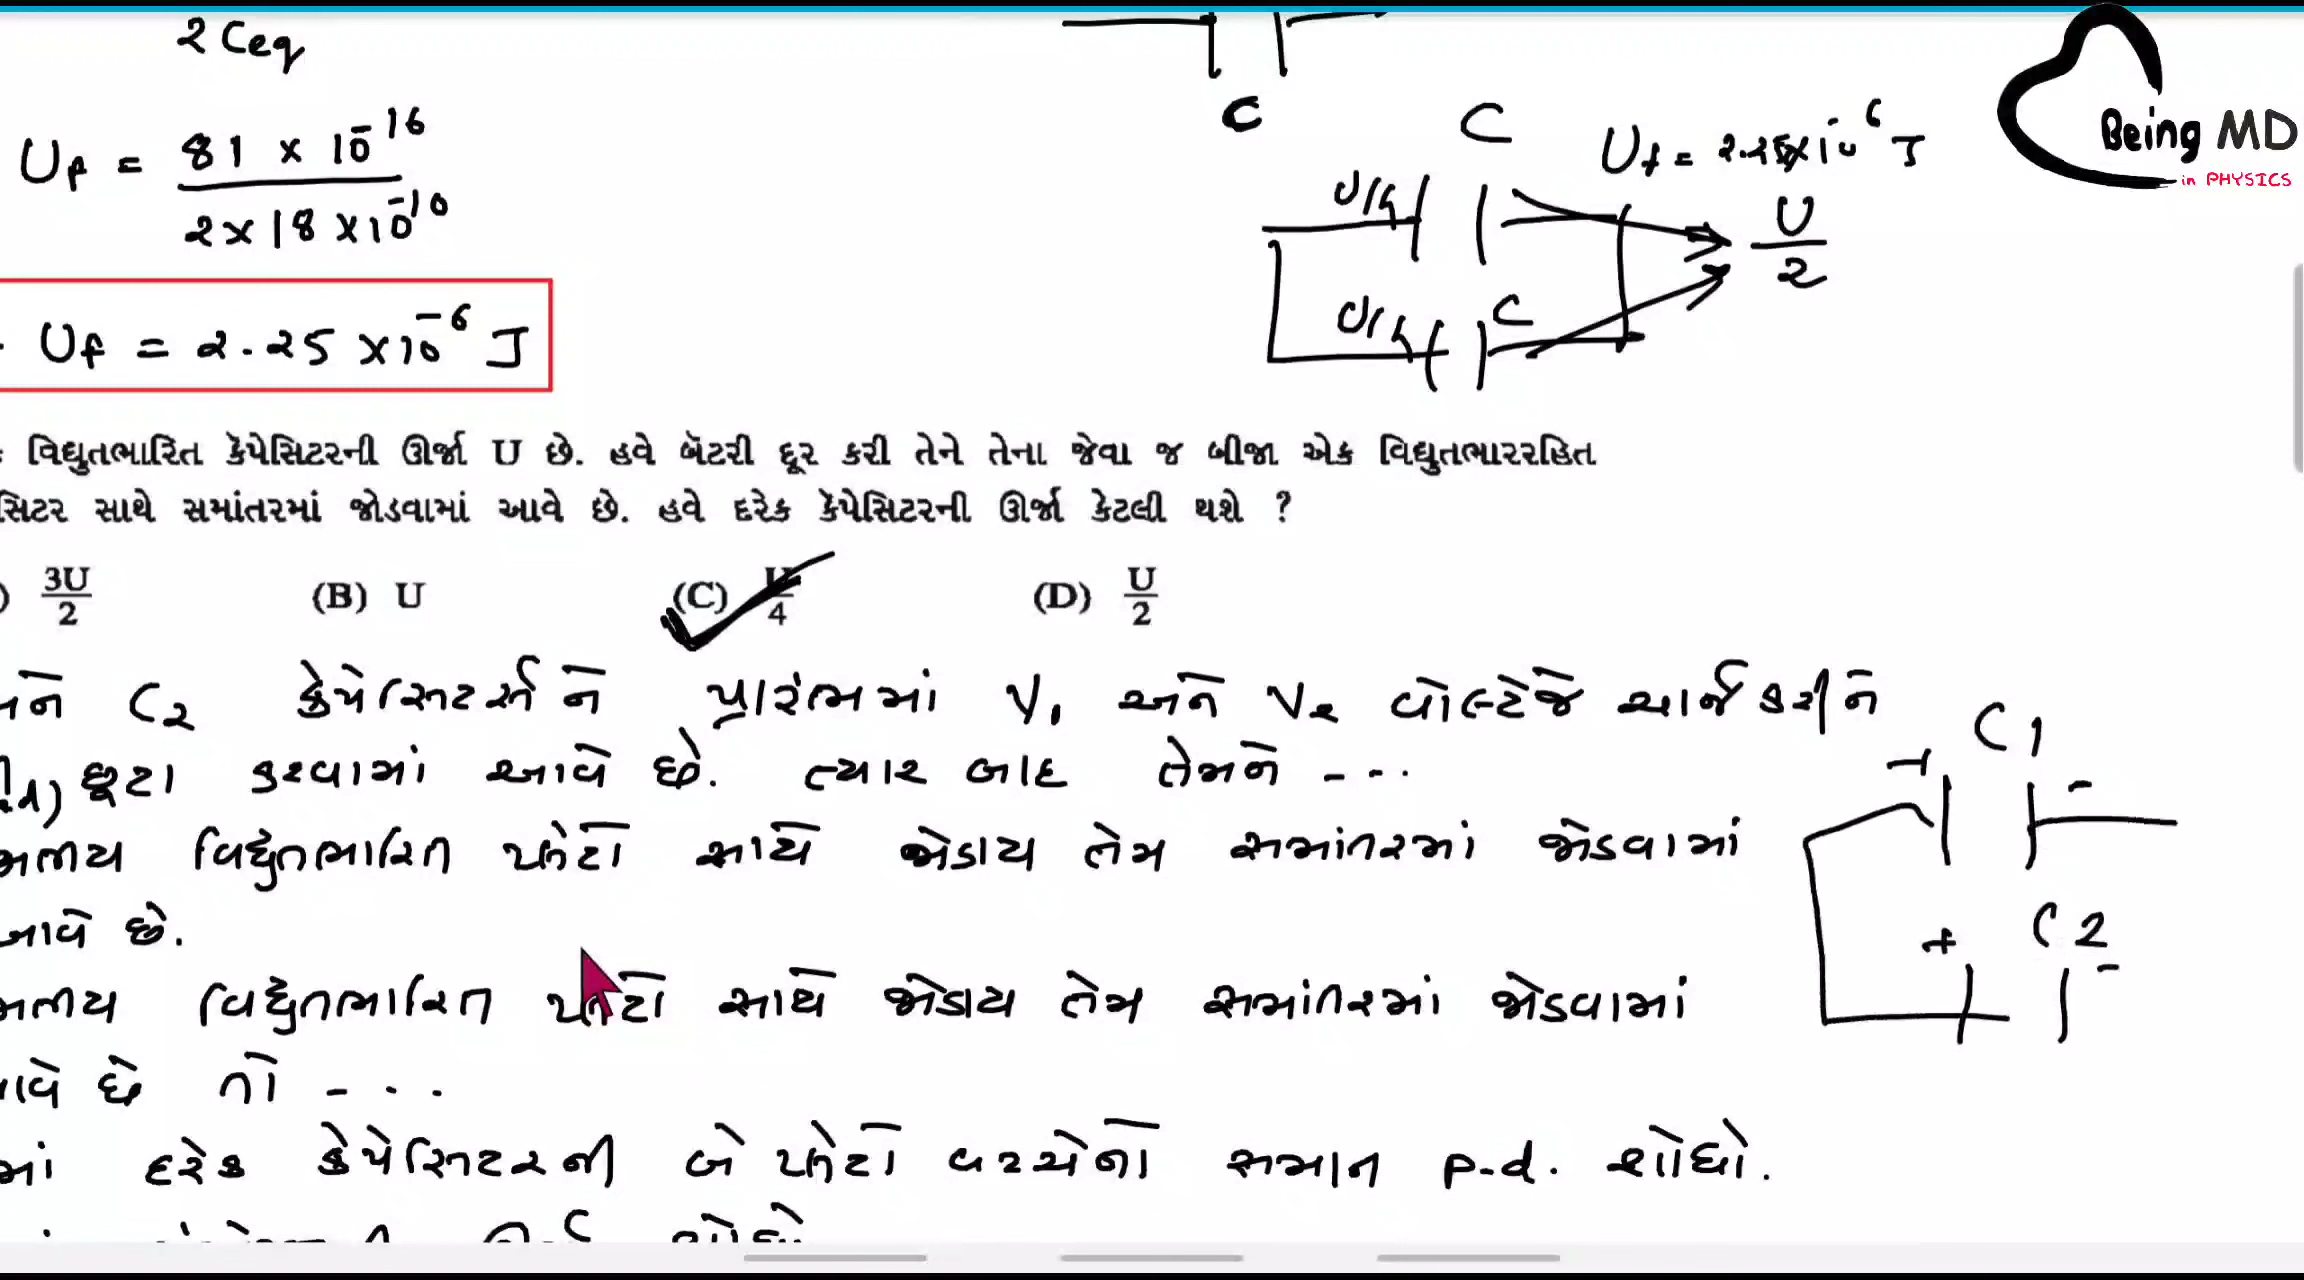 2 Ceq
C
C
Uf = 81 × 10^-16 / 2 × 18 × 10^-10
Uf = 2.25 × 10^-6 J
Being MD
in PHYSICS
U/4
U/2
U/4
C
Uf = 2.25 × 10^-6 J
વિદ્યુતભારિત કૅપેસિટરની ઊર્જા U છે. હવે બૅટરી દૂર કરી તેને તેના જેવા જ બીજા એક વિદ્યુતભારરહિત
સિટર સાથે સમાંતરમાં જોડવામાં આવે છે. હવે દરેક કૅપેસિટરની ઊર્જા કેટલી થશે ?
) 3U/2 (B) U (C) U/4 (D) U/2
ને C2 કેપેસિટર્સ ને પ્રારંભમાં V1 અને V2 વોલ્ટેજે ચાર્જ કરીને
છૂટા કરવામાં આવે છે. ત્યાર બાદ તેમને - - .
C1
+ -
વિદ્યુતભારિત પ્લેટો સાથે જોડાય તેમ સમાંતરમાં જોડવામાં
આવે છે.
+ C2 -
વિદ્યુતભારિત પ્લેટો સાથે જોડાય તેમ સમાંતરમાં જોડવામાં
આવે છે તો - . .
માં દરેક કેપેસિટરની બે પ્લેટો વચ્ચેનો સમાન p.d. શોધો.